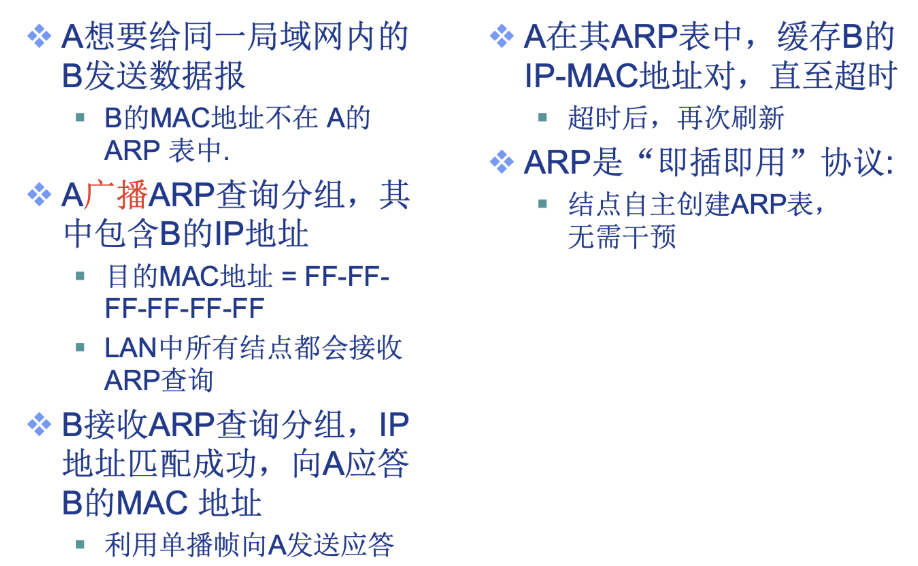 A想要给同一局域网内的
B发送数据报
B的MAC地址不在 A的
ARP 表中.
A广播ARP查询分组，其
中包含B的IP地址
目的MAC地址 = FF-FF-
FF-FF-FF-FF
LAN中所有结点都会接收
ARP查询
B接收ARP查询分组，IP
地址匹配成功，向A应答
B的MAC 地址
利用单播帧向A发送应答
A在其ARP表中，缓存B的
IP-MAC地址对，直至超时
超时后，再次刷新
ARP是“即插即用”协议:
结点自主创建ARP表，
无需干预